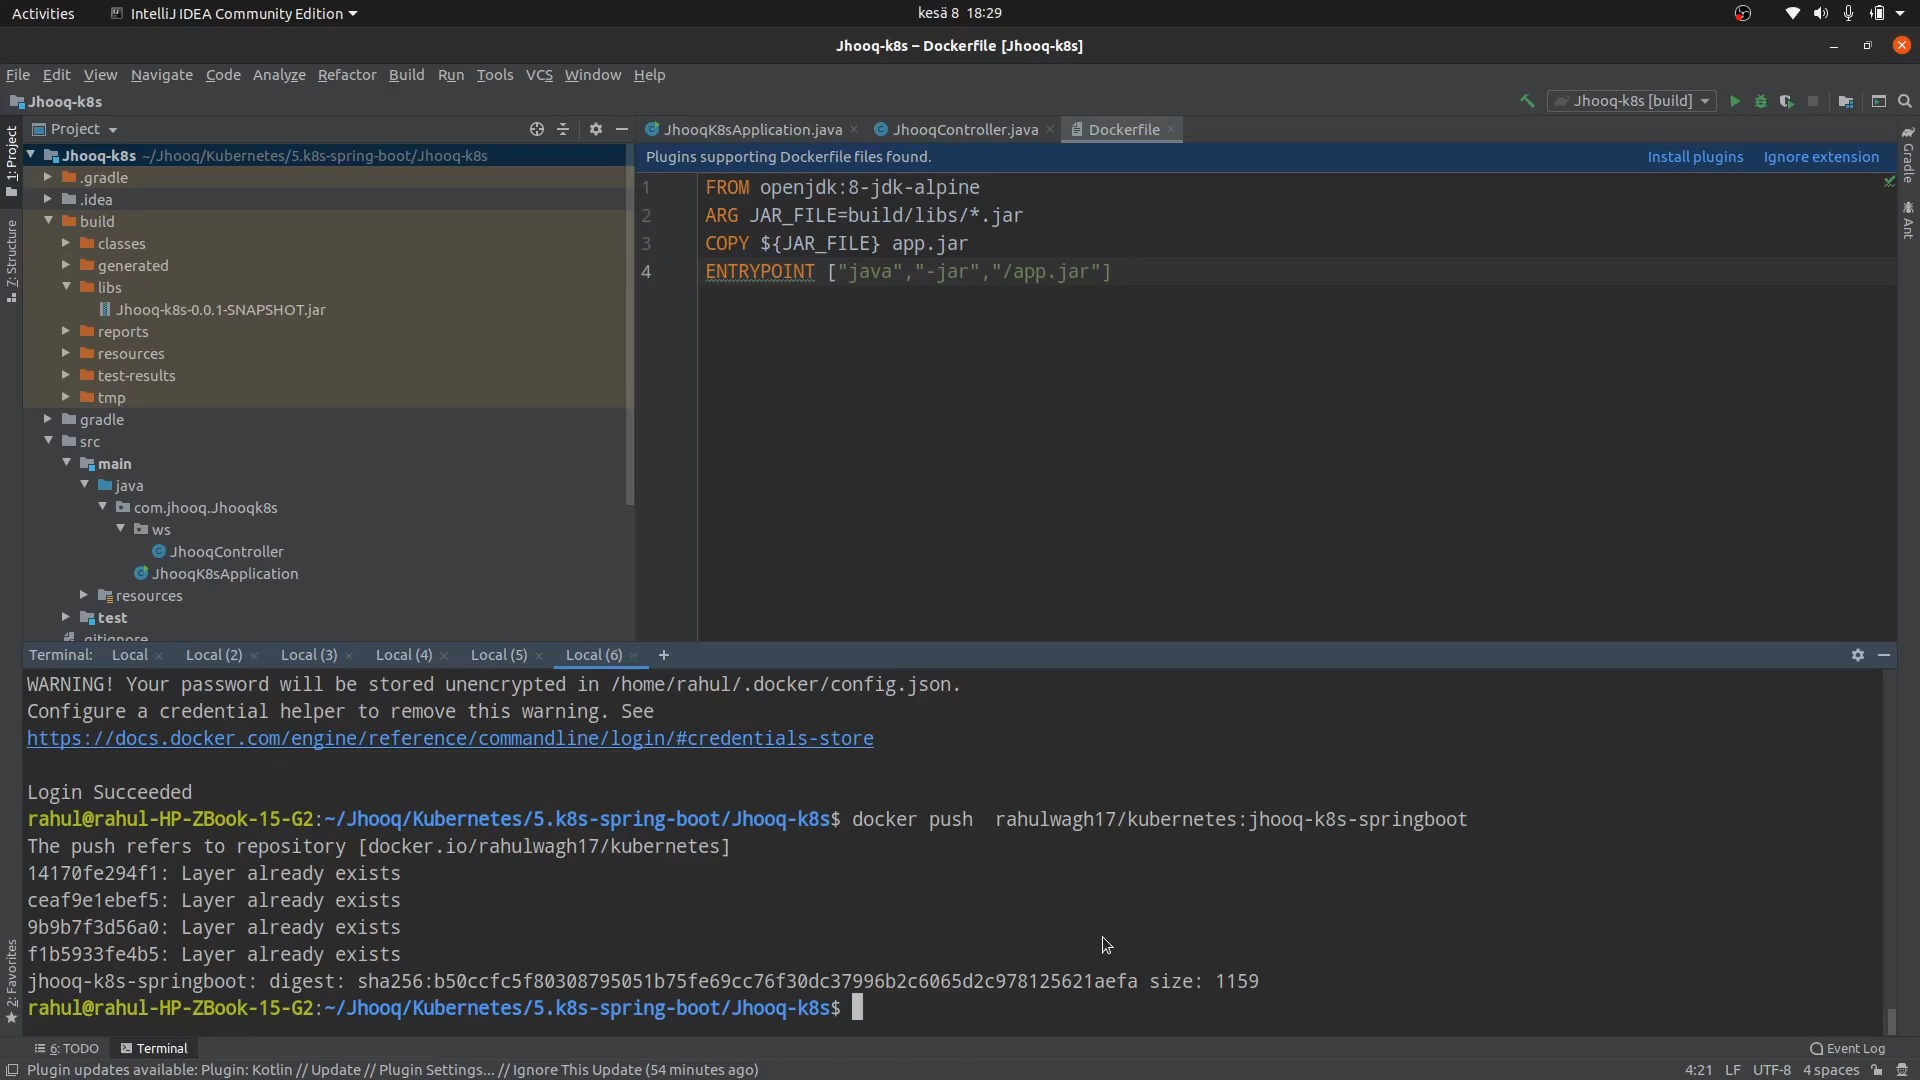 Activities IntelliJ IDEA Community Edition kesä 8 18:29
Jhooq-k8s – Dockerfile [Jhooq-k8s]
File Edit View Navigate Code Analyze Refactor Build Run Tools VCS Window Help
Jhooq-k8s Jhooq-k8s [build]
Project JhooqK8sApplication.java JhooqController.java Dockerfile
1: Project
7: Structure
2: Favorites
Gradle
Ant
Jhooq-k8s ~/Jhooq/Kubernetes/5.k8s-spring-boot/Jhooq-k8s
.gradle
.idea
build
classes
generated
libs
Jhooq-k8s-0.0.1-SNAPSHOT.jar
reports
resources
test-results
tmp
gradle
src
main
java
com.jhooq.Jhooqk8s
ws
JhooqController
JhooqK8sApplication
resources
test
.gitignore
Plugins supporting Dockerfile files found. Install plugins Ignore extension
1 FROM openjdk:8-jdk-alpine
2 ARG JAR_FILE=build/libs/*.jar
3 COPY ${JAR_FILE} app.jar
4 ENTRYPOINT ["java","-jar","/app.jar"]
Terminal: Local Local (2) Local (3) Local (4) Local (5) Local (6) +
WARNING! Your password will be stored unencrypted in /home/rahul/.docker/config.json.
Configure a credential helper to remove this warning. See
https://docs.docker.com/engine/reference/commandline/login/#credentials-store
Login Succeeded
rahul@rahul-HP-ZBook-15-G2:~/Jhooq/Kubernetes/5.k8s-spring-boot/Jhooq-k8s$ docker push  rahulwagh17/kubernetes:jhooq-k8s-springboot
The push refers to repository [docker.io/rahulwagh17/kubernetes]
14170fe294f1: Layer already exists
ceaf9e1ebef5: Layer already exists
9b9b7f3d56a0: Layer already exists
f1b5933fe4b5: Layer already exists
jhooq-k8s-springboot: digest: sha256:b50ccfc5f80308795051b75fe69cc76f30dc37996b2c6065d2c978125621aefa size: 1159
rahul@rahul-HP-ZBook-15-G2:~/Jhooq/Kubernetes/5.k8s-spring-boot/Jhooq-k8s$
6: TODO Terminal Event Log
Plugin updates available: Plugin: Kotlin // Update // Plugin Settings... // Ignore This Update (54 minutes ago) 4:21 LF UTF-8 4 spaces